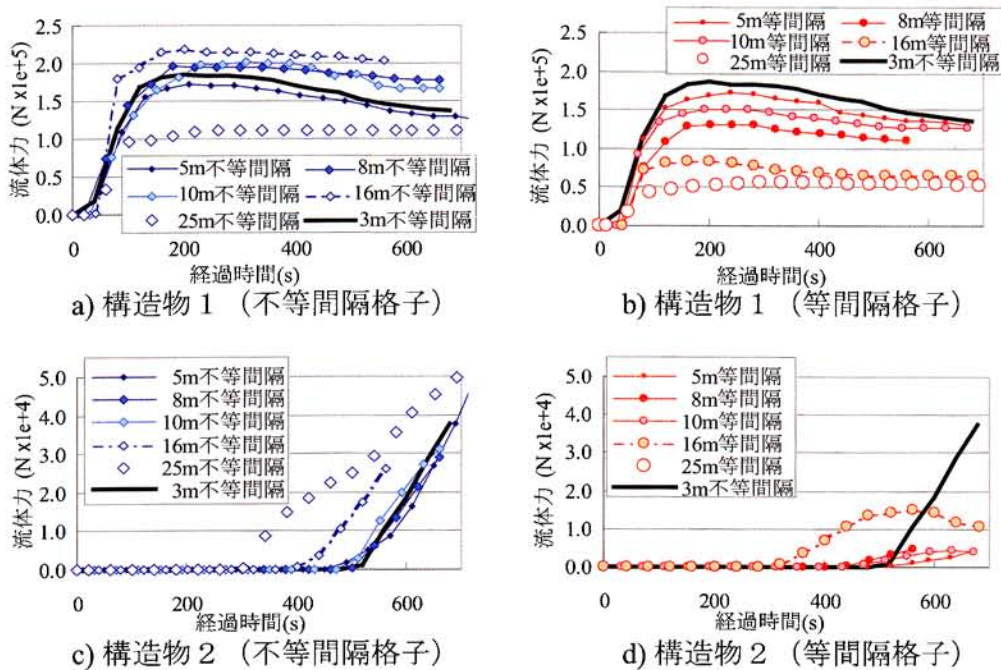 流体力 (N x1e+5)
2.5
2.0
1.5
1.0
0.5
0.0
5m不等間隔
8m不等間隔
10m不等間隔
16m不等間隔
25m不等間隔
3m不等間隔
0
200
400
600
経過時間(s)
a) 構造物 1 （不等間隔格子）
5m等間隔
8m等間隔
10m等間隔
16m等間隔
25m等間隔
3m不等間隔
流体力 (N x1e+5)
2.5
2.0
1.5
1.0
0.5
0.0
0
200
400
600
経過時間(s)
b) 構造物 1 （等間隔格子）
流体力 (N x1e+4)
5.0
4.0
3.0
2.0
1.0
0.0
5m不等間隔
8m不等間隔
10m不等間隔
16m不等間隔
25m不等間隔
3m不等間隔
0
200
400
600
経過時間(s)
c) 構造物 2 （不等間隔格子）
流体力 (N x1e+4)
5.0
4.0
3.0
2.0
1.0
0.0
5m等間隔
8m等間隔
10m等間隔
16m等間隔
25m等間隔
3m不等間隔
0
200
400
600
経過時間(s)
d) 構造物 2 （等間隔格子）